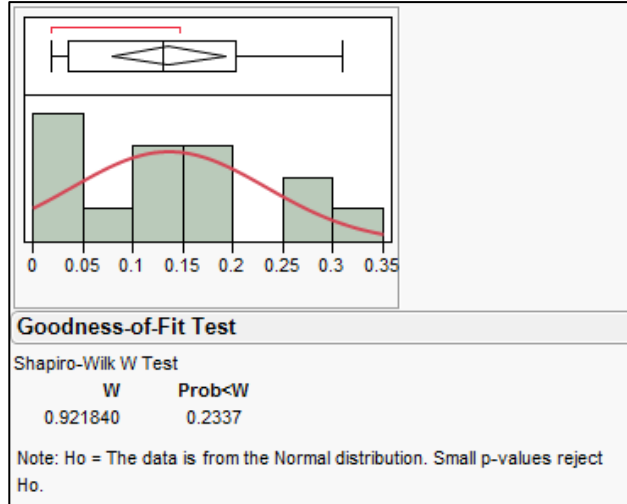 0 0.05 0.1 0.15 0.2 0.25 0.3 0.35
Goodness-of-Fit Test
Shapiro-Wilk W Test
W Prob<W
0.921840 0.2337
Note: Ho = The data is from the Normal distribution. Small p-values reject
Ho.